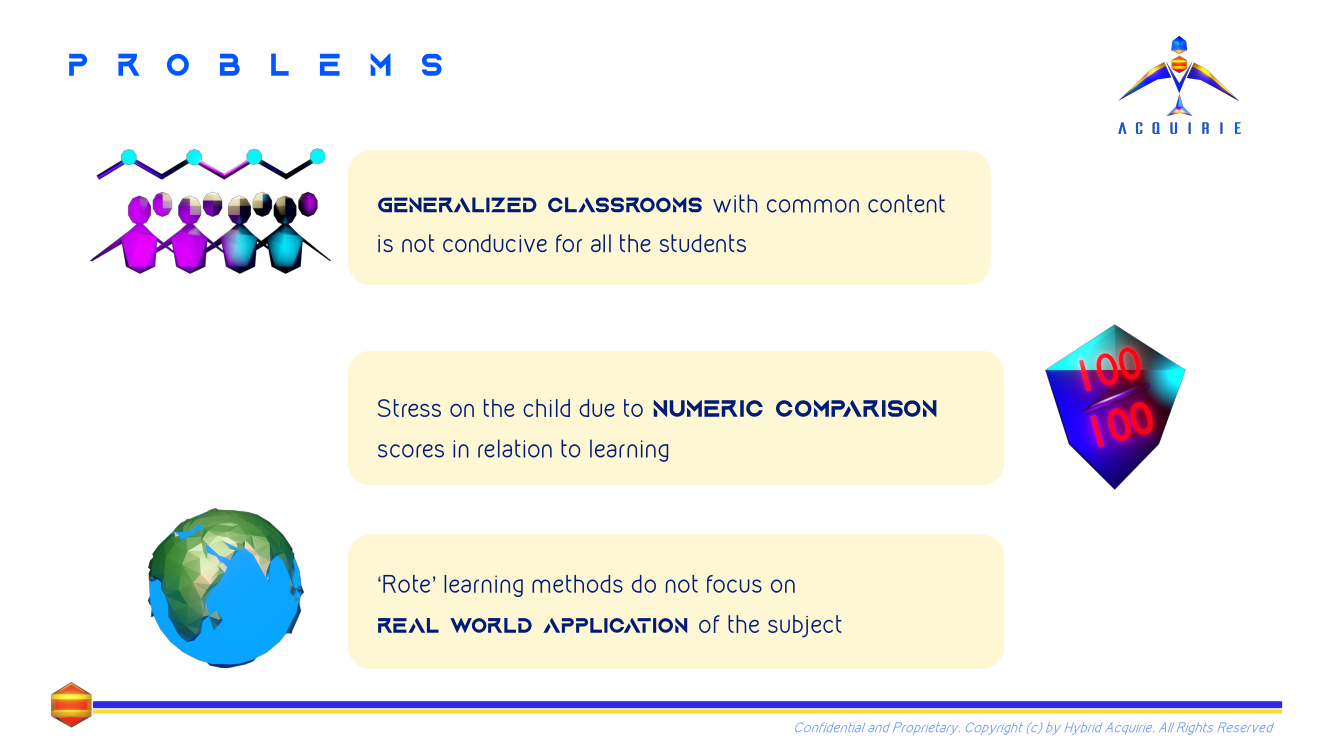 PROBLEMS
ACQUIRIE
GENERALIZED CLASSROOMS with common content
is not conducive for all the students
100
100
Stress on the child due to NUMERIC COMPARISON
scores in relation to learning
‘Rote’ learning methods do not focus on
REAL WORLD APPLICATION of the subject
Confidential and Proprietary. Copyright (c) by Hybrid Acquirie. All Rights Reserved